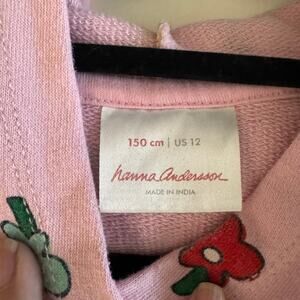 150 cm | US 12
hanna andersson
MADE IN INDIA